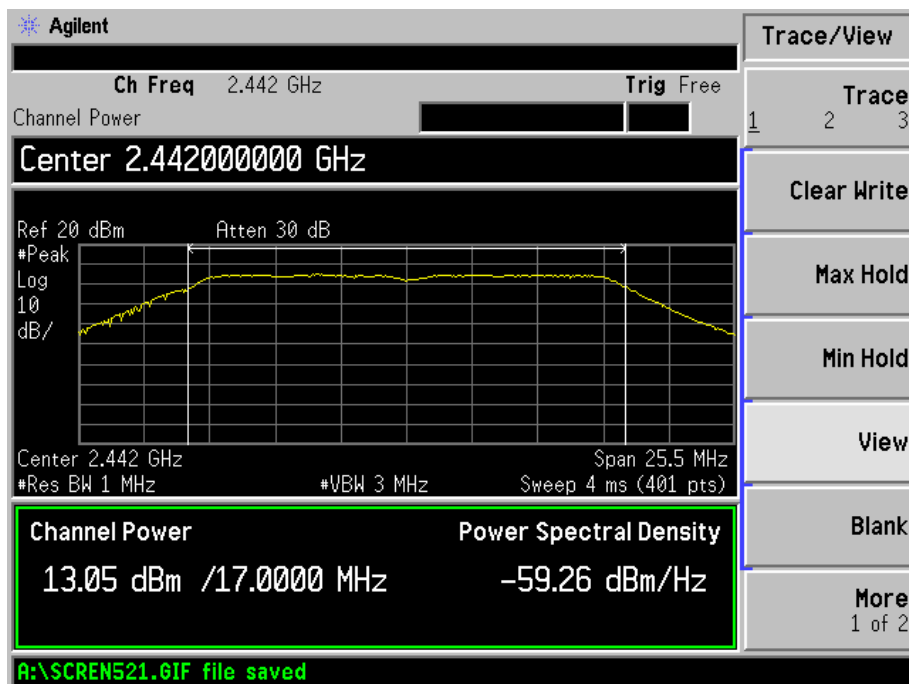 Agilent
Trace/View
Ch Freq 2.442 GHz Trig Free
Channel Power
Trace
1 2 3
Center 2.442000000 GHz
Clear Write
Ref 20 dBm Atten 30 dB
#Peak
Log
10
dB/
Max Hold
Min Hold
Center 2.442 GHz Span 25.5 MHz
#Res BW 1 MHz #VBW 3 MHz Sweep 4 ms (401 pts)
View
Channel Power Power Spectral Density
13.05 dBm /17.0000 MHz -59.26 dBm/Hz
Blank
More
1 of 2
A:\SCREN521.GIF file saved